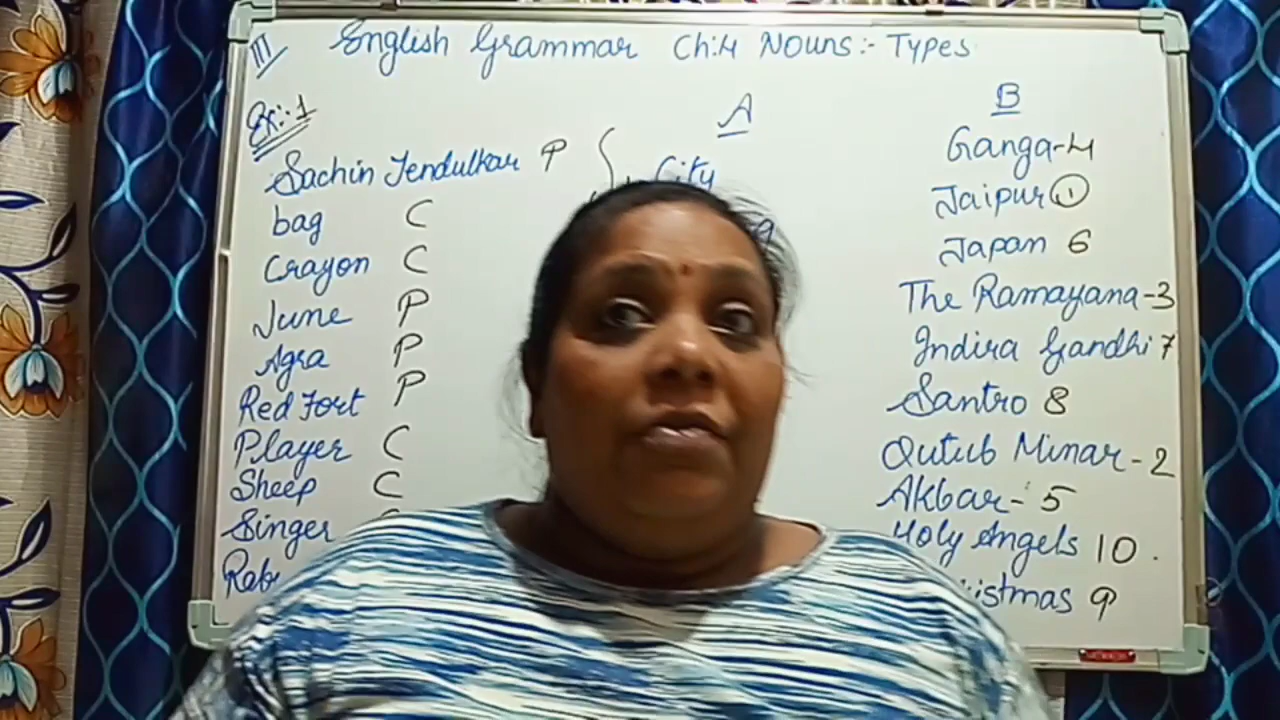 III English Grammar Ch:4 Nouns:- Types
Ex:-1
Sachin Tendulkar P
bag C
Crayon C
June P
Agra P
Red Fort P
Player C
Sheep C
Singer
A
City
B
Ganga-4
Jaipur 1
Japan 6
The Ramayana-3
Indira Gandhi 7
Santro 8
Qutub Minar-2
Akbar-5
Holy Angels 10.
istmas 9